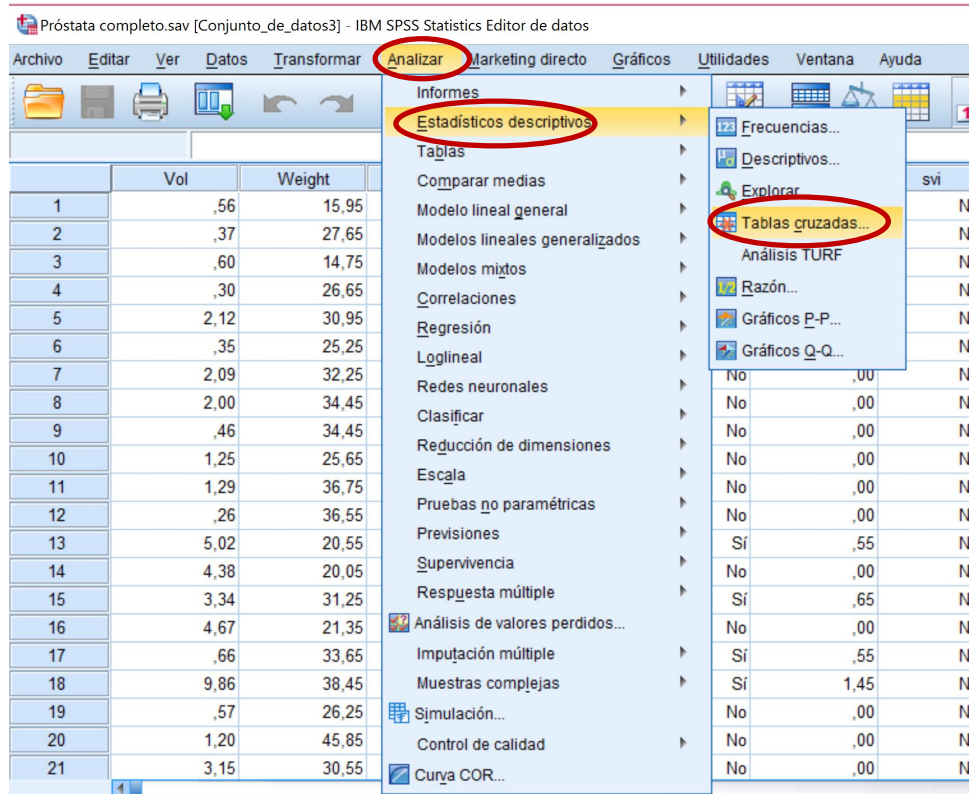 Próstata completo.sav [Conjunto_de_datos3] - IBM SPSS Statistics Editor de datos
Archivo Editar Ver Datos Transformar Analizar Marketing directo Gráficos Utilidades Ventana Ayuda
Informes
Estadísticos descriptivos
Tablas
Comparar medias
Modelo lineal general
Modelos lineales generalizados
Modelos mixtos
Correlaciones
Regresión
Loglineal
Redes neuronales
Clasificar
Reducción de dimensiones
Escala
Pruebas no paramétricas
Previsiones
Supervivencia
Respuesta múltiple
Análisis de valores perdidos...
Imputación múltiple
Muestras complejas
Simulación...
Control de calidad
Curva COR...
123 Frecuencias...
Descriptivos...
Explorar
Tablas cruzadas...
Análisis TURF
1/2 Razón...
Gráficos P-P...
Gráficos Q-Q...
1
Vol Weight svi
1 ,56 15,95 N
2 ,37 27,65 N
3 ,60 14,75 N
4 ,30 26,65 N
5 2,12 30,95 N
6 ,35 25,25 N
7 2,09 32,25 No ,00 N
8 2,00 34,45 No ,00 N
9 ,46 34,45 No ,00 N
10 1,25 25,65 No ,00 N
11 1,29 36,75 No ,00 N
12 ,26 36,55 No ,00 N
13 5,02 20,55 Sí ,55 N
14 4,38 20,05 No ,00 N
15 3,34 31,25 Sí ,65 N
16 4,67 21,35 No ,00 N
17 ,66 33,65 Sí ,55 N
18 9,86 38,45 Sí 1,45 N
19 ,57 26,25 No ,00 N
20 1,20 45,85 No ,00 N
21 3,15 30,55 No ,00 N